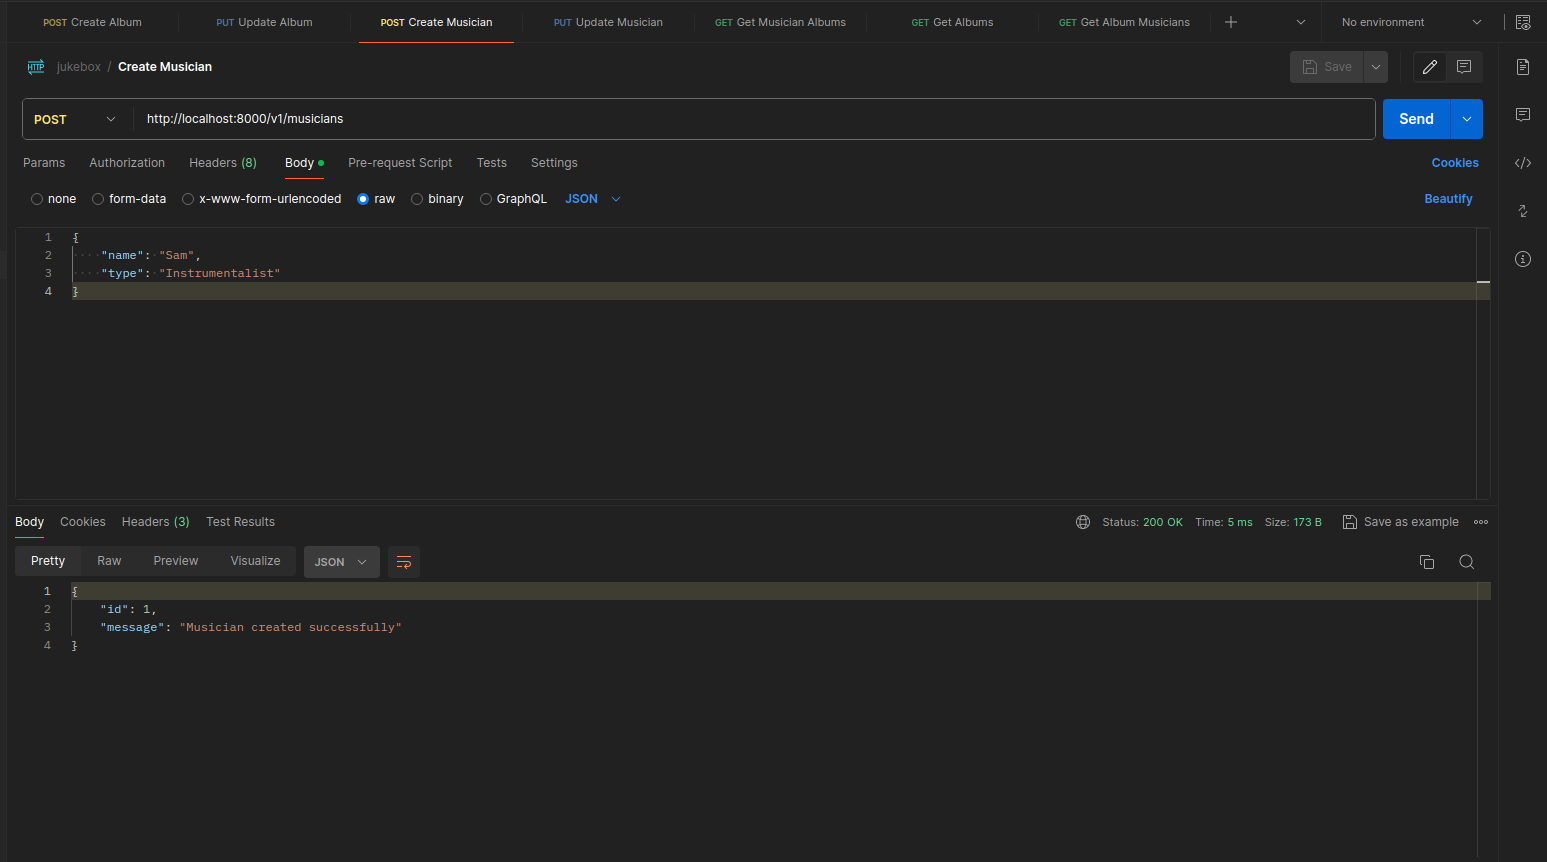 POST Create Album PUT Update Album POST Create Musician PUT Update Musician GET Get Musician Albums GET Get Albums GET Get Album Musicians No environment
HTTP jukebox / Create Musician Save
POST http://localhost:8000/v1/musicians Send
Params Authorization Headers (8) Body Pre-request Script Tests Settings Cookies
none form-data x-www-form-urlencoded raw binary GraphQL JSON Beautify
1 {
2 "name": "Sam",
3 "type": "Instrumentalist"
4 }
Body Cookies Headers (3) Test Results Status: 200 OK Time: 5 ms Size: 173 B Save as example
Pretty Raw Preview Visualize JSON
1 {
2 "id": 1,
3 "message": "Musician created successfully"
4 }